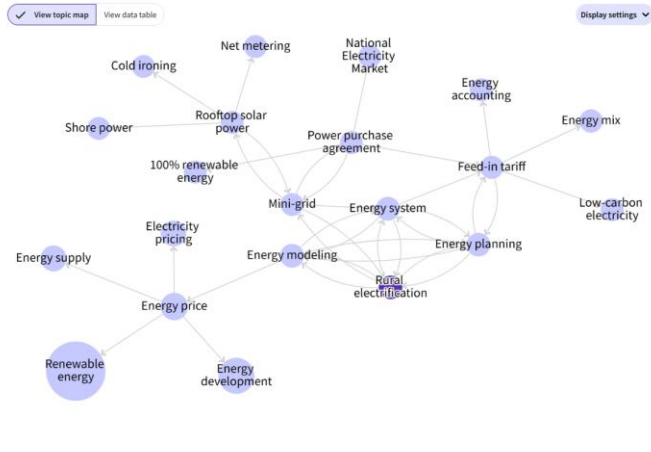 View topic map
View data table
Display settings
Net metering
National
Electricity
Market
Cold ironing
Energy
accounting
Rooftop solar
power
Energy mix
Shore power
Power purchase
agreement
100% renewable
energy
Feed-in tariff
Mini-grid
Energy system
Low-carbon
electricity
Electricity
pricing
Energy planning
Energy supply
Energy modeling
Rural
electrification
Energy price
Renewable
energy
Energy
development